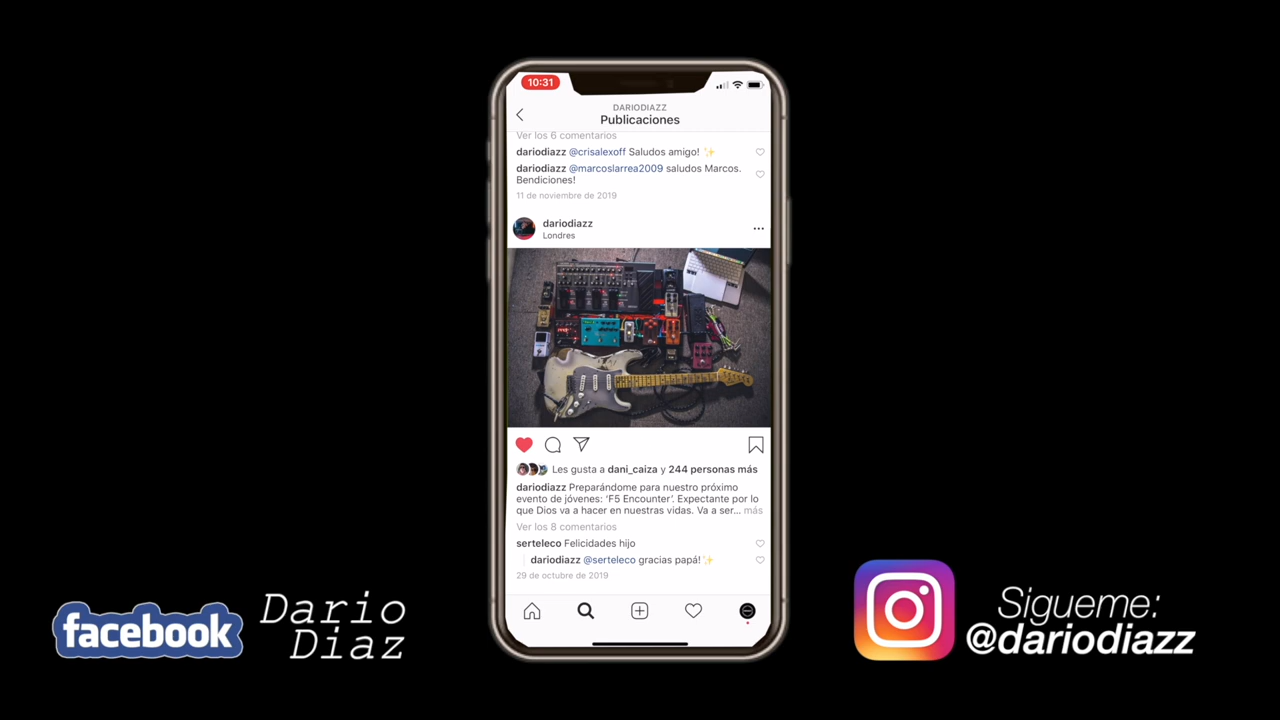 10:31
DARIODIAZZ
Publicaciones
Ver los 6 comentarios
dariodiazz @crisalexoff Saludos amigo! ✨
dariodiazz @marcoslarrea2009 saludos Marcos.
Bendiciones!
11 de noviembre de 2019
dariodiazz
Londres
Les gusta a dani_caiza y 244 personas más
dariodiazz Preparándome para nuestro próximo
evento de jóvenes: ‘F5 Encounter’. Expectante por lo
que Dios va a hacer en nuestras vidas. Va a ser... más
Ver los 8 comentarios
serteleco Felicidades hijo
dariodiazz @serteleco gracias papá!✨
29 de octubre de 2019
facebook
Dario
Diaz
Sigueme:
@dariodiazz